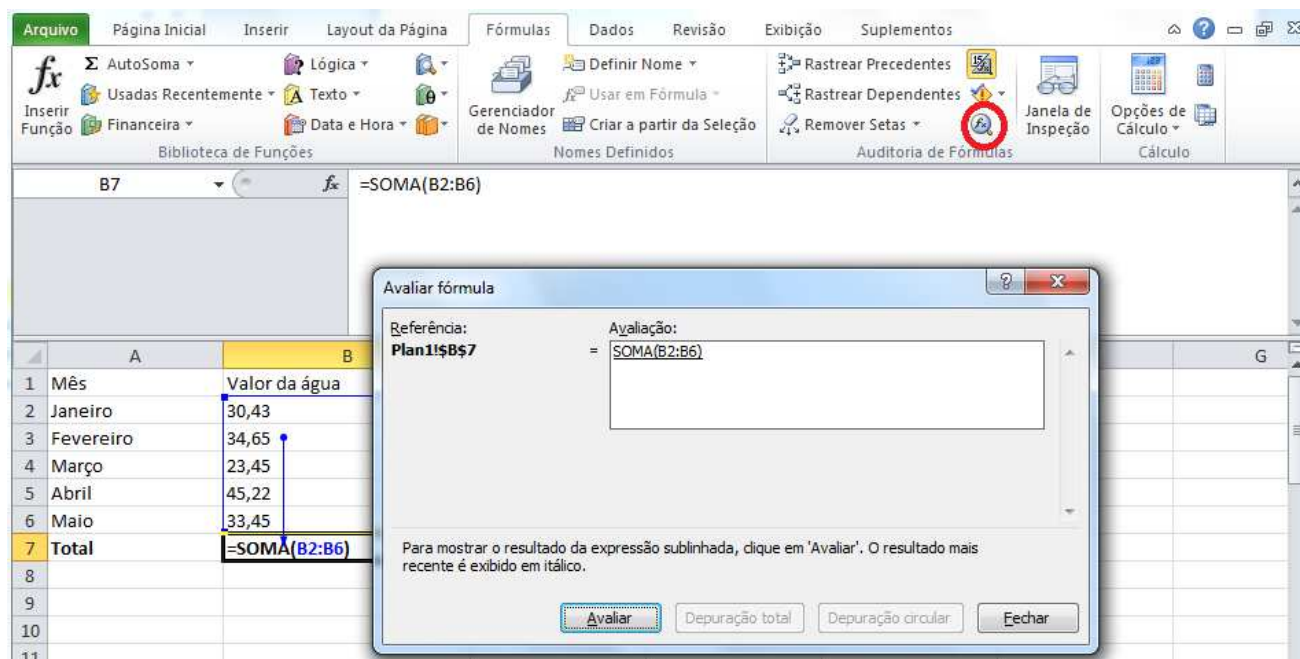 Arquivo Página Inicial Inserir Layout da Página Fórmulas Dados Revisão Exibição Suplementos
fx Inserir Função
Σ AutoSoma
Usadas Recentemente
Financeira
Lógica
Texto
Data e Hora
Biblioteca de Funções
Gerenciador de Nomes
Definir Nome
Usar em Fórmula
Criar a partir da Seleção
Nomes Definidos
Rastrear Precedentes
Rastrear Dependentes
Remover Setas
Auditoria de Fórmulas
Janela de Inspeção
Opções de Cálculo
Cálculo
B7 fx =SOMA(B2:B6)
Avaliar fórmula
Referência: Avaliação:
Plan1!$B$7 = SOMA(B2:B6)
Para mostrar o resultado da expressão sublinhada, clique em 'Avaliar'. O resultado mais
recente é exibido em itálico.
Avaliar Depuração total Depuração circular Fechar
A B G
1 Mês Valor da água
2 Janeiro 30,43
3 Fevereiro 34,65
4 Março 23,45
5 Abril 45,22
6 Maio 33,45
7 Total =SOMA(B2:B6)
8
9
10
11